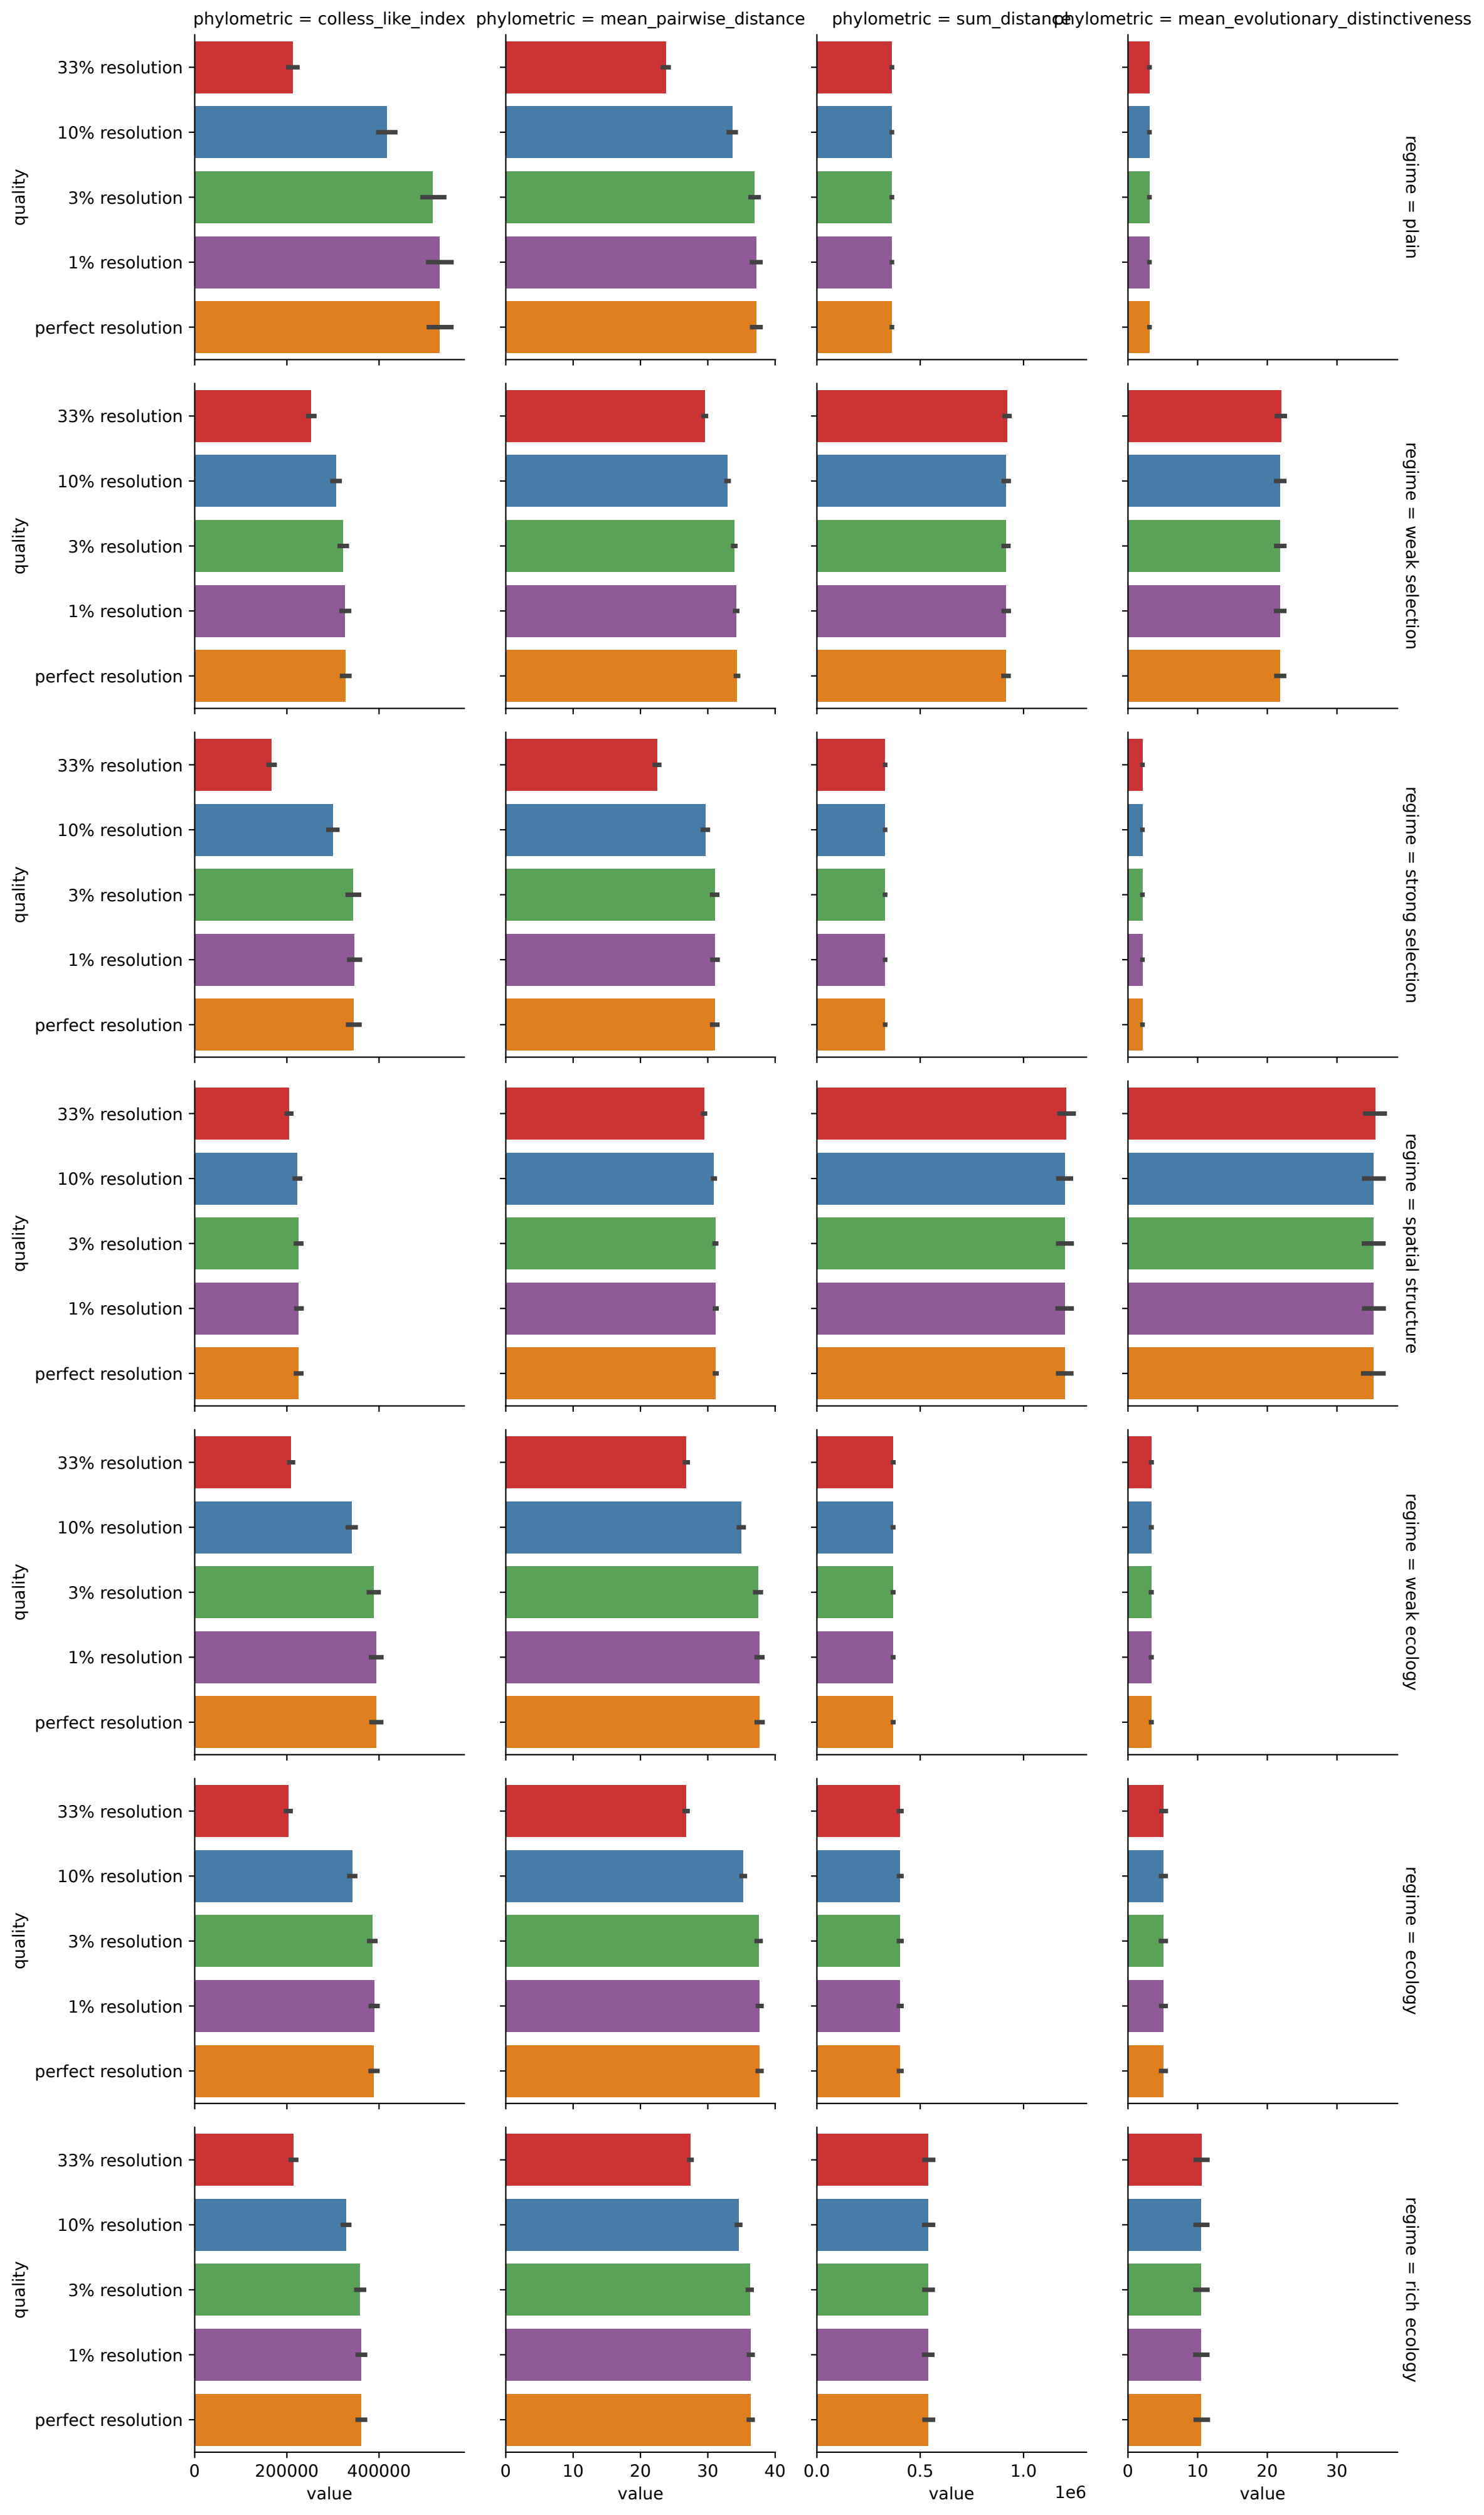 phylometric = colless_like_index phylometric = mean_pairwise_distance phylometric = sum_distance phylometric = mean_evolutionary_distinctiveness
33% resolution
10% resolution
3% resolution
1% resolution
perfect resolution
quality
regime = plain
33% resolution
10% resolution
3% resolution
1% resolution
perfect resolution
quality
regime = weak selection
33% resolution
10% resolution
3% resolution
1% resolution
perfect resolution
quality
regime = strong selection
33% resolution
10% resolution
3% resolution
1% resolution
perfect resolution
quality
regime = spatial structure
33% resolution
10% resolution
3% resolution
1% resolution
perfect resolution
quality
regime = weak ecology
33% resolution
10% resolution
3% resolution
1% resolution
perfect resolution
quality
regime = ecology
33% resolution
10% resolution
3% resolution
1% resolution
perfect resolution
quality
regime = rich ecology
0 200000 400000 0 10 20 30 40 0.0 0.5 1.0 0 10 20 30
value value value 1e6 value